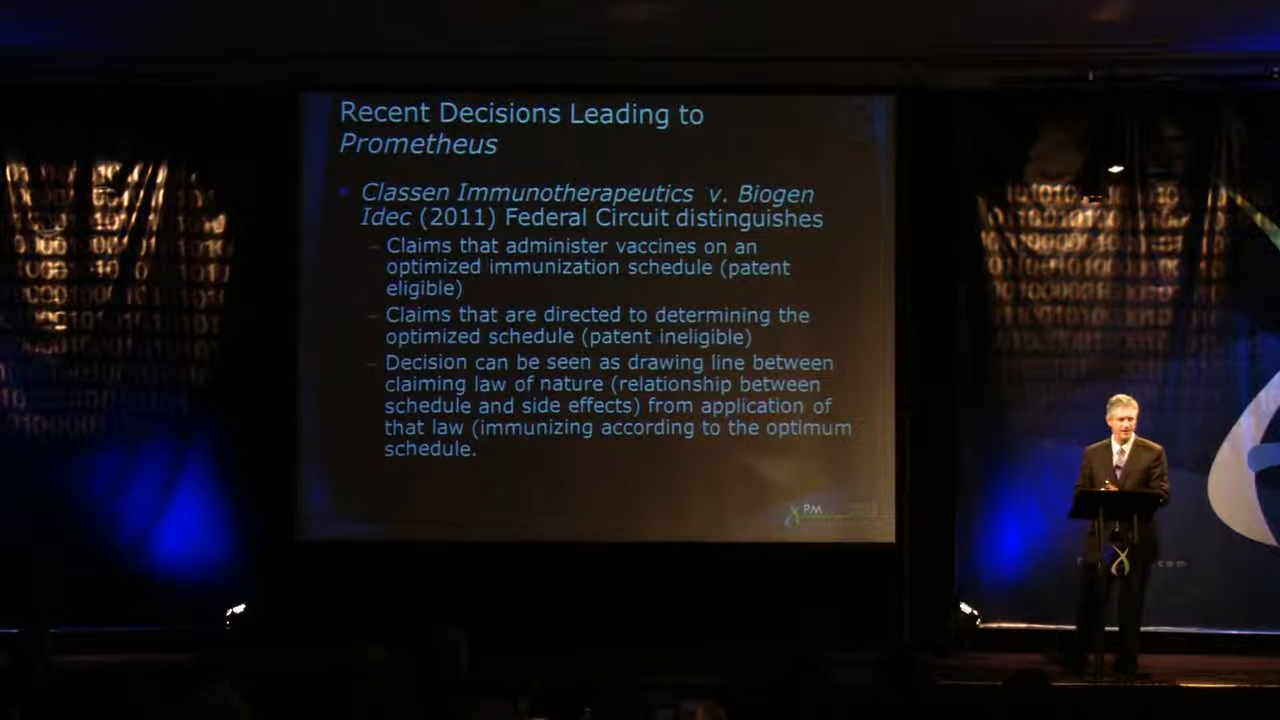 Recent Decisions Leading to
Prometheus
Classen Immunotherapeutics v. Biogen
Idec (2011) Federal Circuit distinguishes
– Claims that administer vaccines on an
optimized immunization schedule (patent
eligible)
– Claims that are directed to determining the
optimized schedule (patent ineligible)
– Decision can be seen as drawing line between
claiming law of nature (relationship between
schedule and side effects) from application of
that law (immunizing according to the optimum
schedule.
PM
.com